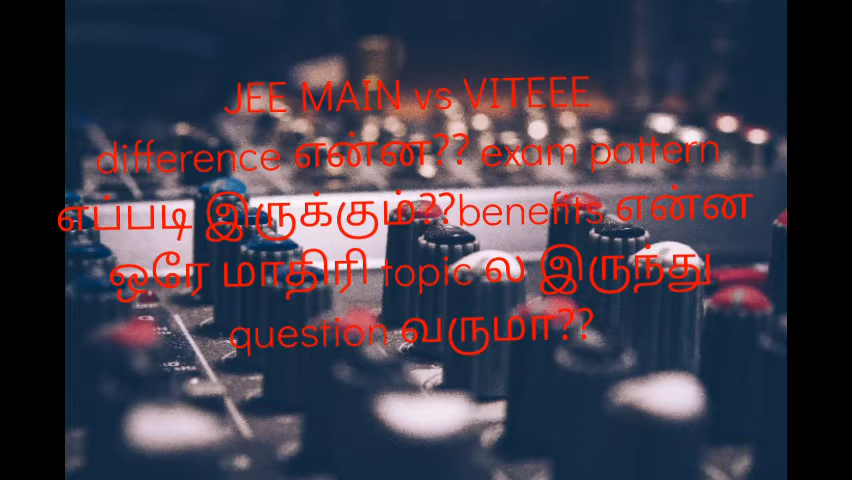 JEE MAIN vs VITEEE
difference என்ன?? exam pattern
எப்படி இருக்கும்??benefits என்ன
ஒரே மாதிரி topic ல இருந்து
question வருமா??